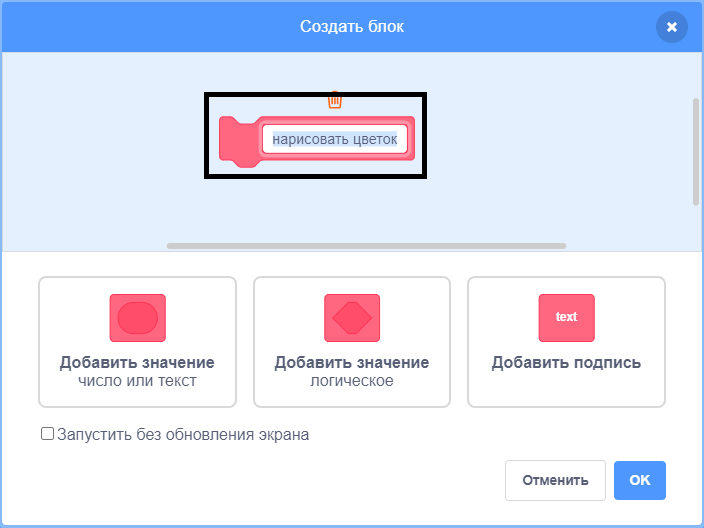 Создать блок
нарисовать цветок
text
Добавить значение
число или текст
Добавить значение
логическое
Добавить подпись
Запустить без обновления экрана
Отменить
OK